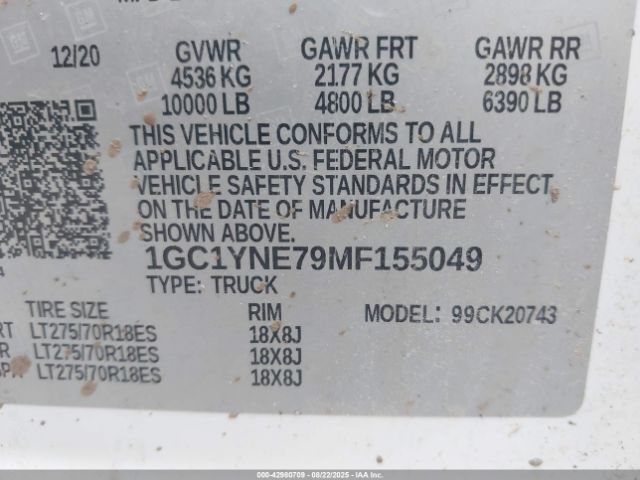 12/20 GVWR GAWR FRT GAWR RR
4536 KG 2177 KG 2898 KG
10000 LB 4800 LB 6390 LB
THIS VEHICLE CONFORMS TO ALL
APPLICABLE U.S. FEDERAL MOTOR
VEHICLE SAFETY STANDARDS IN EFFECT
ON THE DATE OF MANUFACTURE
SHOWN ABOVE.
1GC1YNE79MF155049
TYPE: TRUCK
TIRE SIZE RIM MODEL: 99CK20743
RT LT275/70R18ES 18X8J
R LT275/70R18ES 18X8J
LT275/70R18ES 18X8J
000-42980709 - 08/22/2025 - IAAI.COM